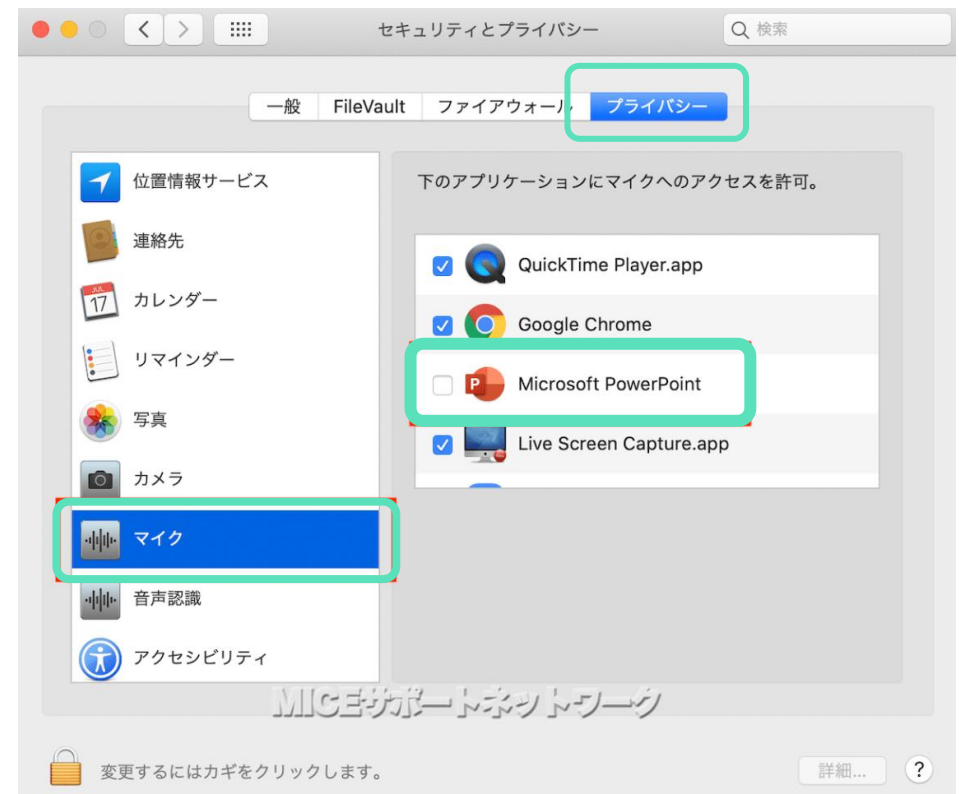 セキュリティとプライバシー
検索
一般 FileVault ファイアウォール プライバシー
位置情報サービス
連絡先
JUL
17
カレンダー
リマインダー
写真
カメラ
マイク
音声認識
アクセシビリティ
下のアプリケーションにマイクへのアクセスを許可。
QuickTime Player.app
Google Chrome
P
Microsoft PowerPoint
Live Screen Capture.app
MICEサポートネットワーク
変更するにはカギをクリックします。
詳細...
?